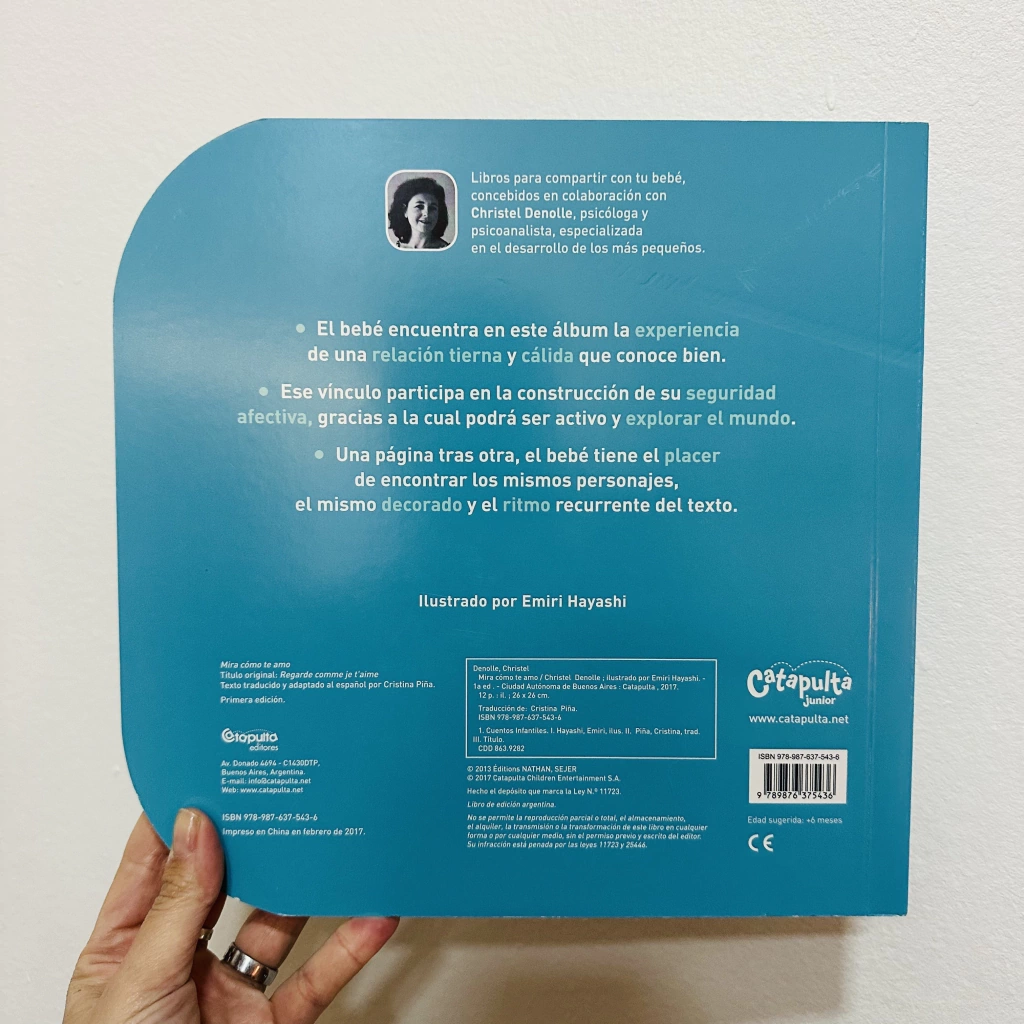 Libros para compartir con tu bebé,
concebidos en colaboración con
Christel Denolle, psicóloga y
psicoanalista, especializada
en el desarrollo de los más pequeños.
• El bebé encuentra en este álbum la experiencia
de una relación tierna y cálida que conoce bien.
• Ese vínculo participa en la construcción de su seguridad
afectiva, gracias a la cual podrá ser activo y explorar el mundo.
• Una página tras otra, el bebé tiene el placer
de encontrar los mismos personajes,
el mismo decorado y el ritmo recurrente del texto.
Ilustrado por Emiri Hayashi
Mira cómo te amo
Título original: Regarde comme je t'aime
Texto traducido y adaptado al español por Cristina Piña.
Primera edición.
Catapulta
editores
Av. Donado 4694 - C1430DTP,
Buenos Aires, Argentina.
E-mail: info@catapulta.net
Web: www.catapulta.net
ISBN 978-987-637-543-6
Impreso en China en febrero de 2017.
Denolle, Christel
Mira cómo te amo / Christel Denolle ; ilustrado por Emiri Hayashi. -
1a ed . - Ciudad Autónoma de Buenos Aires : Catapulta , 2017.
12 p. : il. ; 26 x 26 cm.
Traducción de: Cristina Piña.
ISBN 978-987-637-543-6
1. Cuentos Infantiles. I. Hayashi, Emiri, ilus. II. Piña, Cristina, trad.
III. Título.
CDD 863.9282
© 2013 Éditions NATHAN, SEJER
© 2017 Catapulta Children Entertainment S.A.
Hecho el depósito que marca la Ley N.º 11723.
Libro de edición argentina.
No se permite la reproducción parcial o total, el almacenamiento,
el alquiler, la transmisión o la transformación de este libro en cualquier
forma o por cualquier medio, sin el permiso previo y escrito del editor.
Su infracción está penada por las leyes 11723 y 25446.
Catapulta
junior
www.catapulta.net
ISBN 978-987-637-543-6
9 789876 375436
Edad sugerida: +6 meses
CE